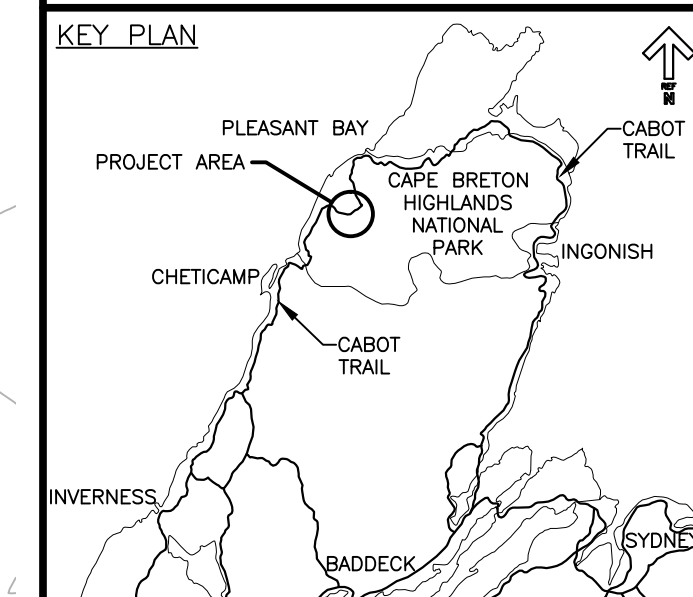 KEY PLAN
REF
N
PLEASANT BAY
CABOT
TRAIL
PROJECT AREA
CAPE BRETON
HIGHLANDS
NATIONAL
PARK
INGONISH
CHETICAMP
CABOT
TRAIL
INVERNESS
SYDNEY
BADDECK